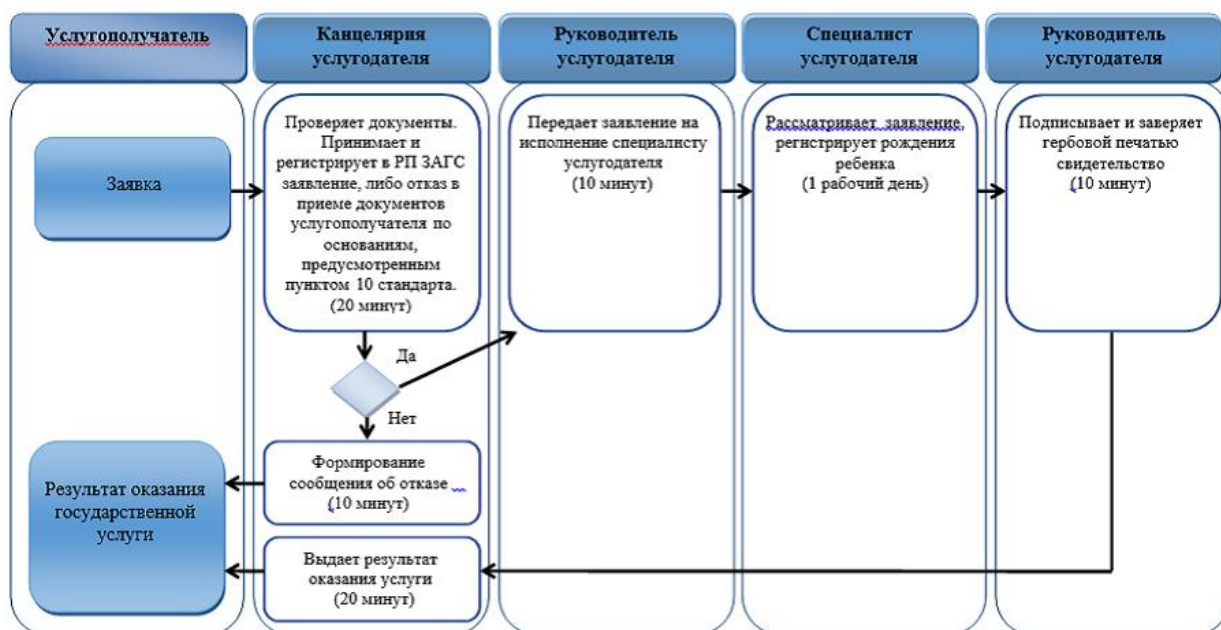 Услугополучатель
Канцелярия
услугодателя
Руководитель
услугодателя
Специалист
услугодателя
Руководитель
услугодателя
Заявка
Проверяет документы.
Принимает и
регистрирует в РП ЗАГС
заявление, либо отказ в
приеме документов
услугополучателя по
основаниям,
предусмотренным
пунктом 10 стандарта.
(20 минут)
Передает заявление на
исполнение специалисту
услугодателя
(10 минут)
Рассматривает заявление,
регистрирует рождения
ребенка
(1 рабочий день)
Подписывает и заверяет
гербовой печатью
свидетельство
(10 минут)
Да
Нет
Результат оказания
государственной
услуги
Формирование
сообщения об отказе
(10 минут)
Выдает результат
оказания услуги
(20 минут)